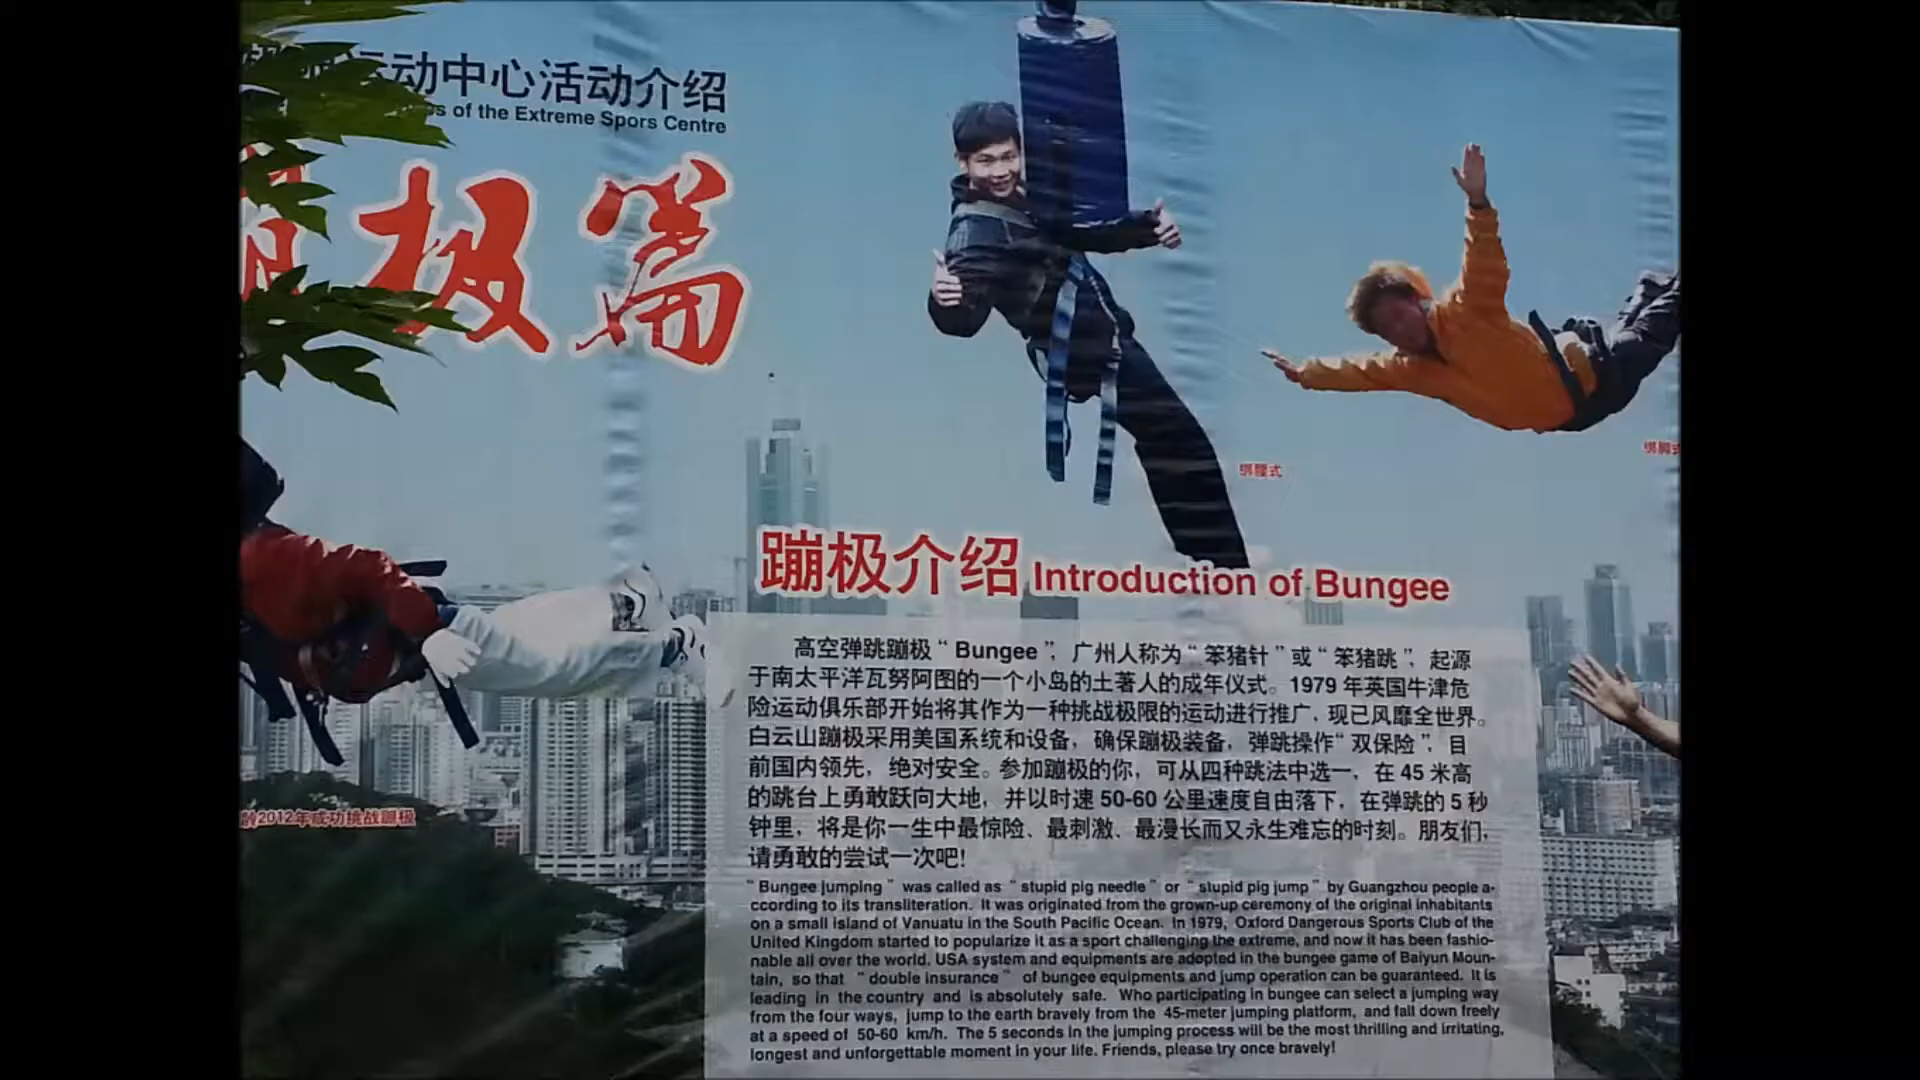 运动中心活动介绍
of the Extreme Spors Centre
极篇
绑腰式
蹦极介绍 Introduction of Bungee
高空弹跳蹦极“Bungee”，广州人称为“笨猪针”或“笨猪跳”，起源
于南太平洋瓦努阿图的一个小岛的土著人的成年仪式。1979年英国牛津危
险运动俱乐部开始将其作为一种挑战极限的运动进行推广，现已风靡全世界。
白云山蹦极采用美国系统和设备，确保蹦极装备，弹跳操作“双保险”，目
前国内领先，绝对安全。参加蹦极的你，可从四种跳法中选一，在45米高
的跳台上勇敢跃向大地，并以时速50-60公里速度自由落下，在弹跳的5秒
钟里，将是你一生中最惊险、最刺激、最漫长而又永生难忘的时刻。朋友们，
请勇敢的尝试一次吧！
2012年成功挑战蹦极
“Bungee jumping” was called as “stupid pig needle” or “stupid pig jump” by Guangzhou people a-
ccording to its transliteration. It was originated from the grown-up ceremony of the original inhabitants
on a small island of Vanuatu in the South Pacific Ocean. In 1979, Oxford Dangerous Sports Club of the
United Kingdom started to popularize it as a sport challenging the extreme, and now it has been fashio-
nable all over the world. USA system and equipments are adopted in the bungee game of Baiyun Moun-
tain, so that “double insurance” of bungee equipments and jump operation can be guaranteed. It is
leading in the country and is absolutely safe. Who participating in bungee can select a jumping way
from the four ways, jump to the earth bravely from the 45-meter jumping platform, and fall down freely
at a speed of 50-60 km/h. The 5 seconds in the jumping process will be the most thrilling and irritating,
longest and unforgettable moment in your life. Friends, please try once bravely!